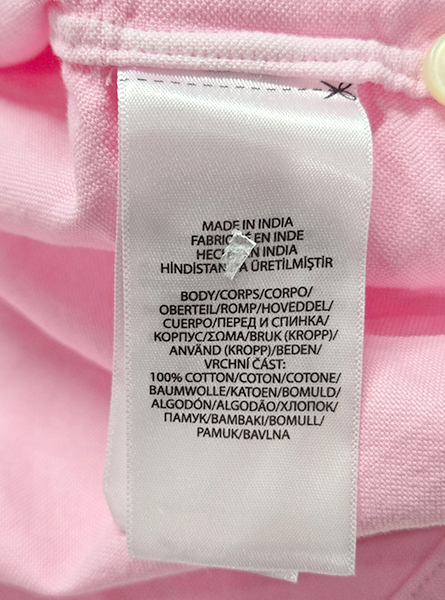 MADE IN INDIA
FABRIQUÉ EN INDE
HECHO EN INDIA
HİNDİSTAN'DA ÜRETİLMİŞTİR
BODY/CORPS/CORPO/
OBERTEIL/ROMP/HOVEDDEL/
CUERPO/ПЕРЕД И СПИНКА/
КОРПУС/ΣΩΜΑ/BRUK (KROPP)/
ANVÄND (KROPP)/BEDEN/
VRCHNÍ ČÁST:
100% COTTON/COTON/COTONE/
BAUMWOLLE/KATOEN/BOMULD/
ALGODÓN/ALGODÃO/ХЛОПОК/
ПАМУК/BAMBAKI/BOMULL/
PAMUK/BAVLNA